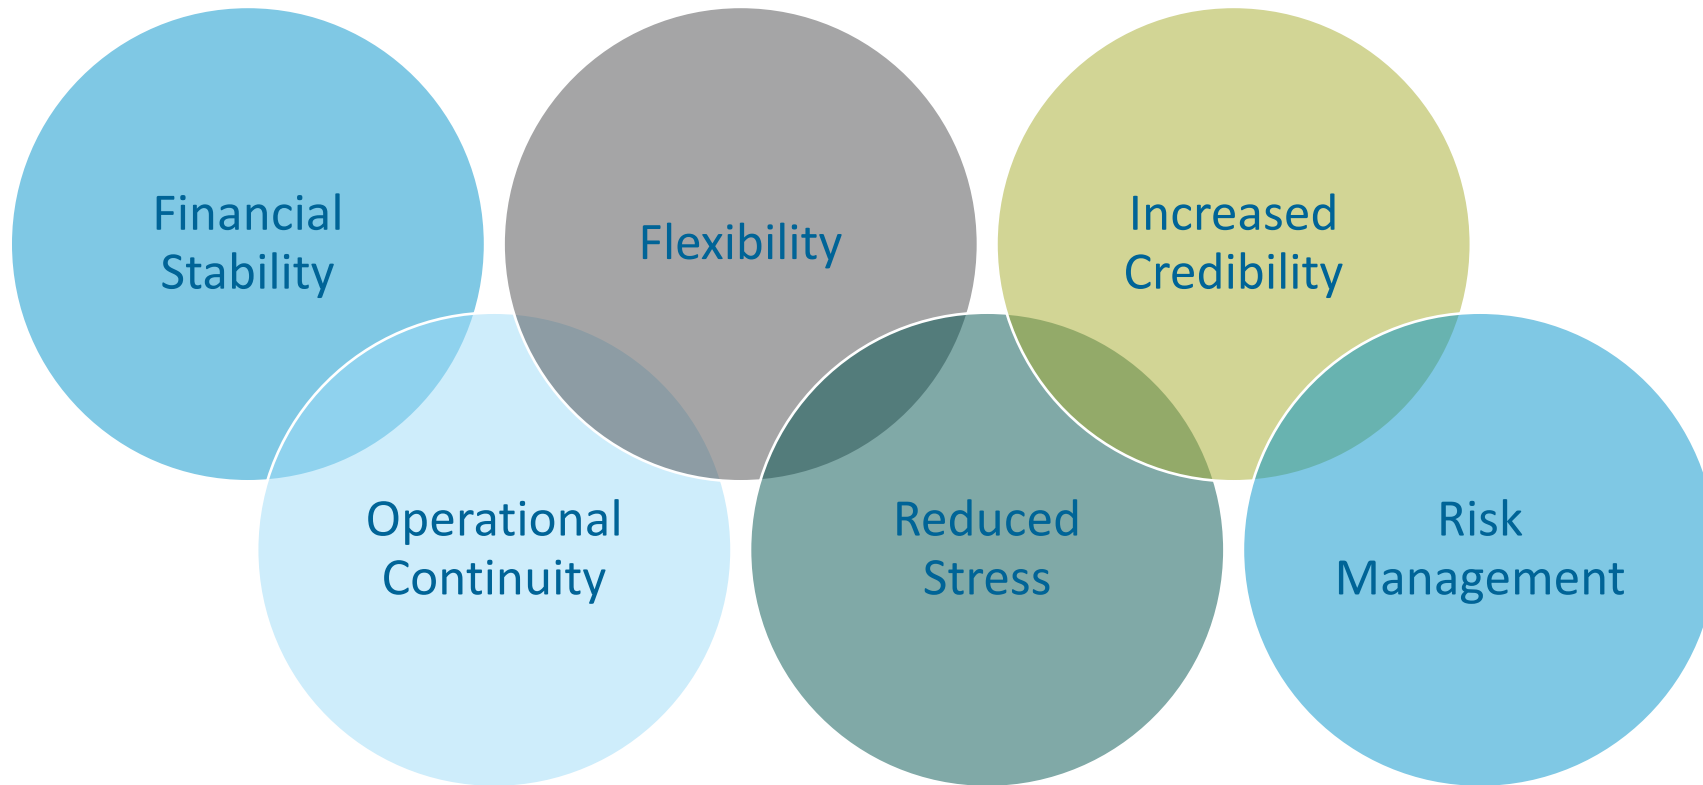 Financial
Stability
Flexibility
Increased
Credibility
Operational
Continuity
Reduced
Stress
Risk
Management